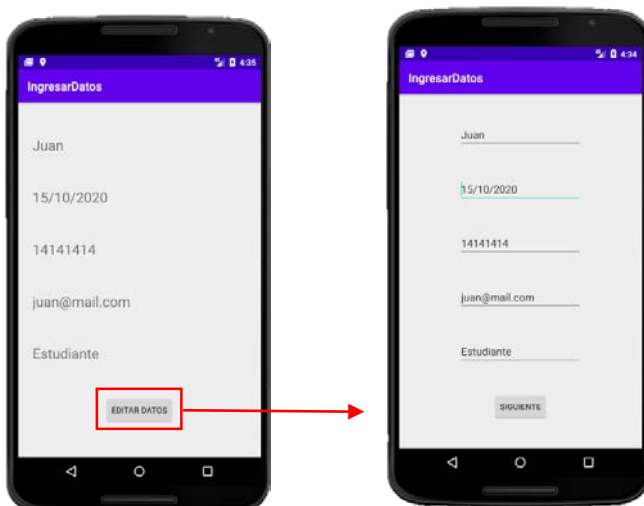 4:35
IngresarDatos
Juan
15/10/2020
14141414
juan@mail.com
Estudiante
EDITAR DATOS
4:34
IngresarDatos
Juan
15/10/2020
14141414
juan@mail.com
Estudiante
SIGUIENTE